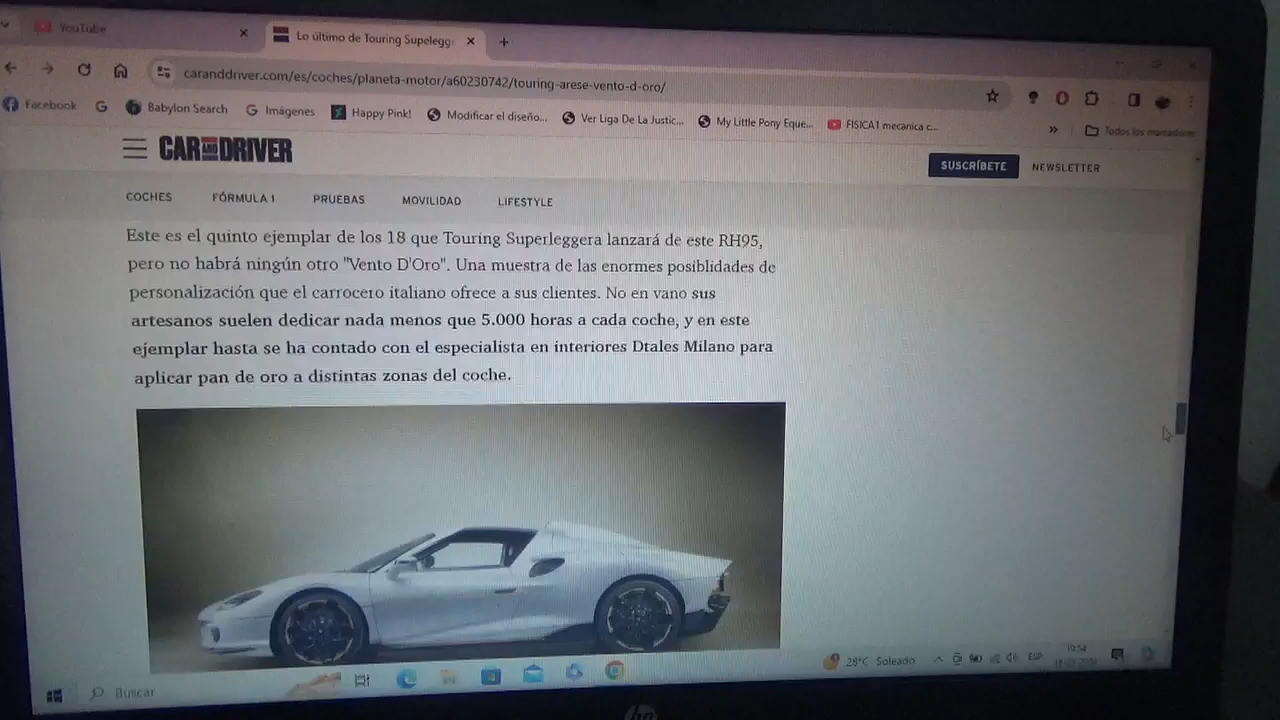 YouTube
Lo último de Touring Supelegg
caranddriver.com/es/coches/planeta-motor/a60230742/touring-arese-vento-d-oro/
Facebook
Babylon Search
Imágenes
Happy Pink!
Modificar el diseño...
Ver Liga De La Justic...
My Little Pony Eque...
FISICA1 mecanica c...
»
Todos los marcadores
CAR AND DRIVER
SUSCRÍBETE
NEWSLETTER
COCHES
FÓRMULA 1
PRUEBAS
MOVILIDAD
LIFESTYLE
Este es el quinto ejemplar de los 18 que Touring Superleggera lanzará de este RH95,
pero no habrá ningún otro "Vento D'Oro". Una muestra de las enormes posiblidades de
personalización que el carrocero italiano ofrece a sus clientes. No en vano sus
artesanos suelen dedicar nada menos que 5.000 horas a cada coche, y en este
ejemplar hasta se ha contado con el especialista en interiores Dtales Milano para
aplicar pan de oro a distintas zonas del coche.
Buscar
28°C Soleado
ESP
10:54
hp